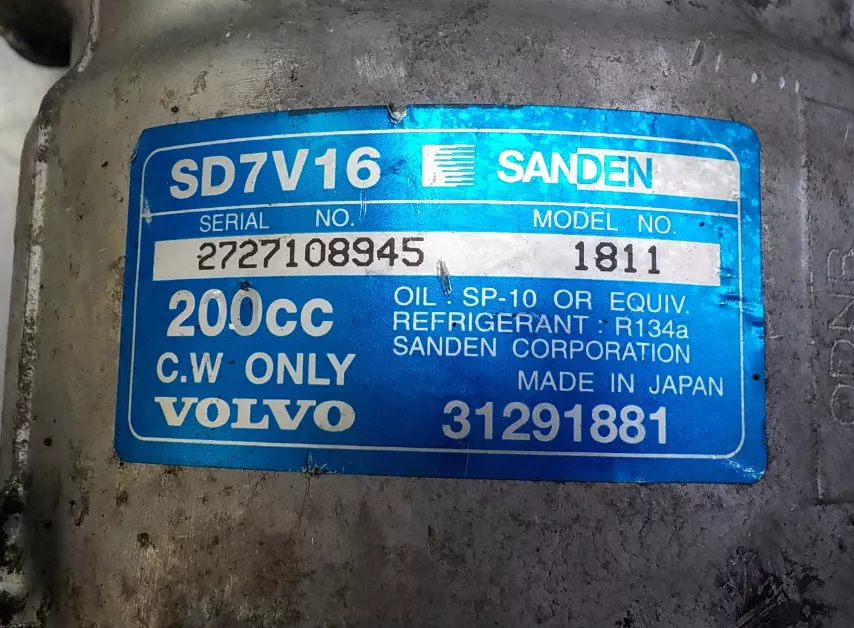 SD7V16 SANDEN
SERIAL NO. MODEL NO.
2727108945 1811
200cc
OIL : SP-10 OR EQUIV.
REFRIGERANT : R134a
SANDEN CORPORATION
C.W ONLY
MADE IN JAPAN
VOLVO 31291881